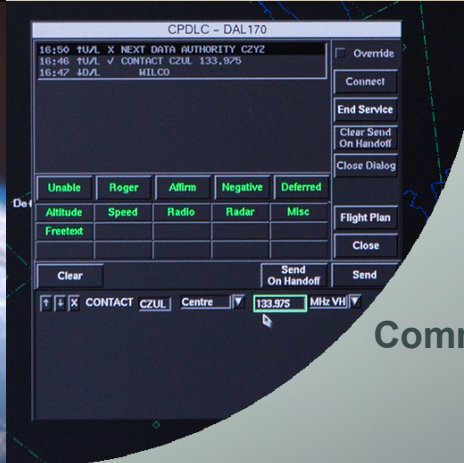 CPDLC - DAL170
16:50 ↑U/L X NEXT DATA AUTHORITY CZYZ
16:46 ↑U/L ✓ CONTACT CZUL 133.975
16:47 ↓D/L WILCO
Override
Connect
End Service
Clear Send
On Handoff
Close Dialog
Unable Roger Affirm Negative Deferred
Altitude Speed Radio Radar Misc
Freetext
Flight Plan
Close
Clear Send
On Handoff Send
↑ ↓ X CONTACT CZUL Centre ▼ 133.975 MHz VH ▼